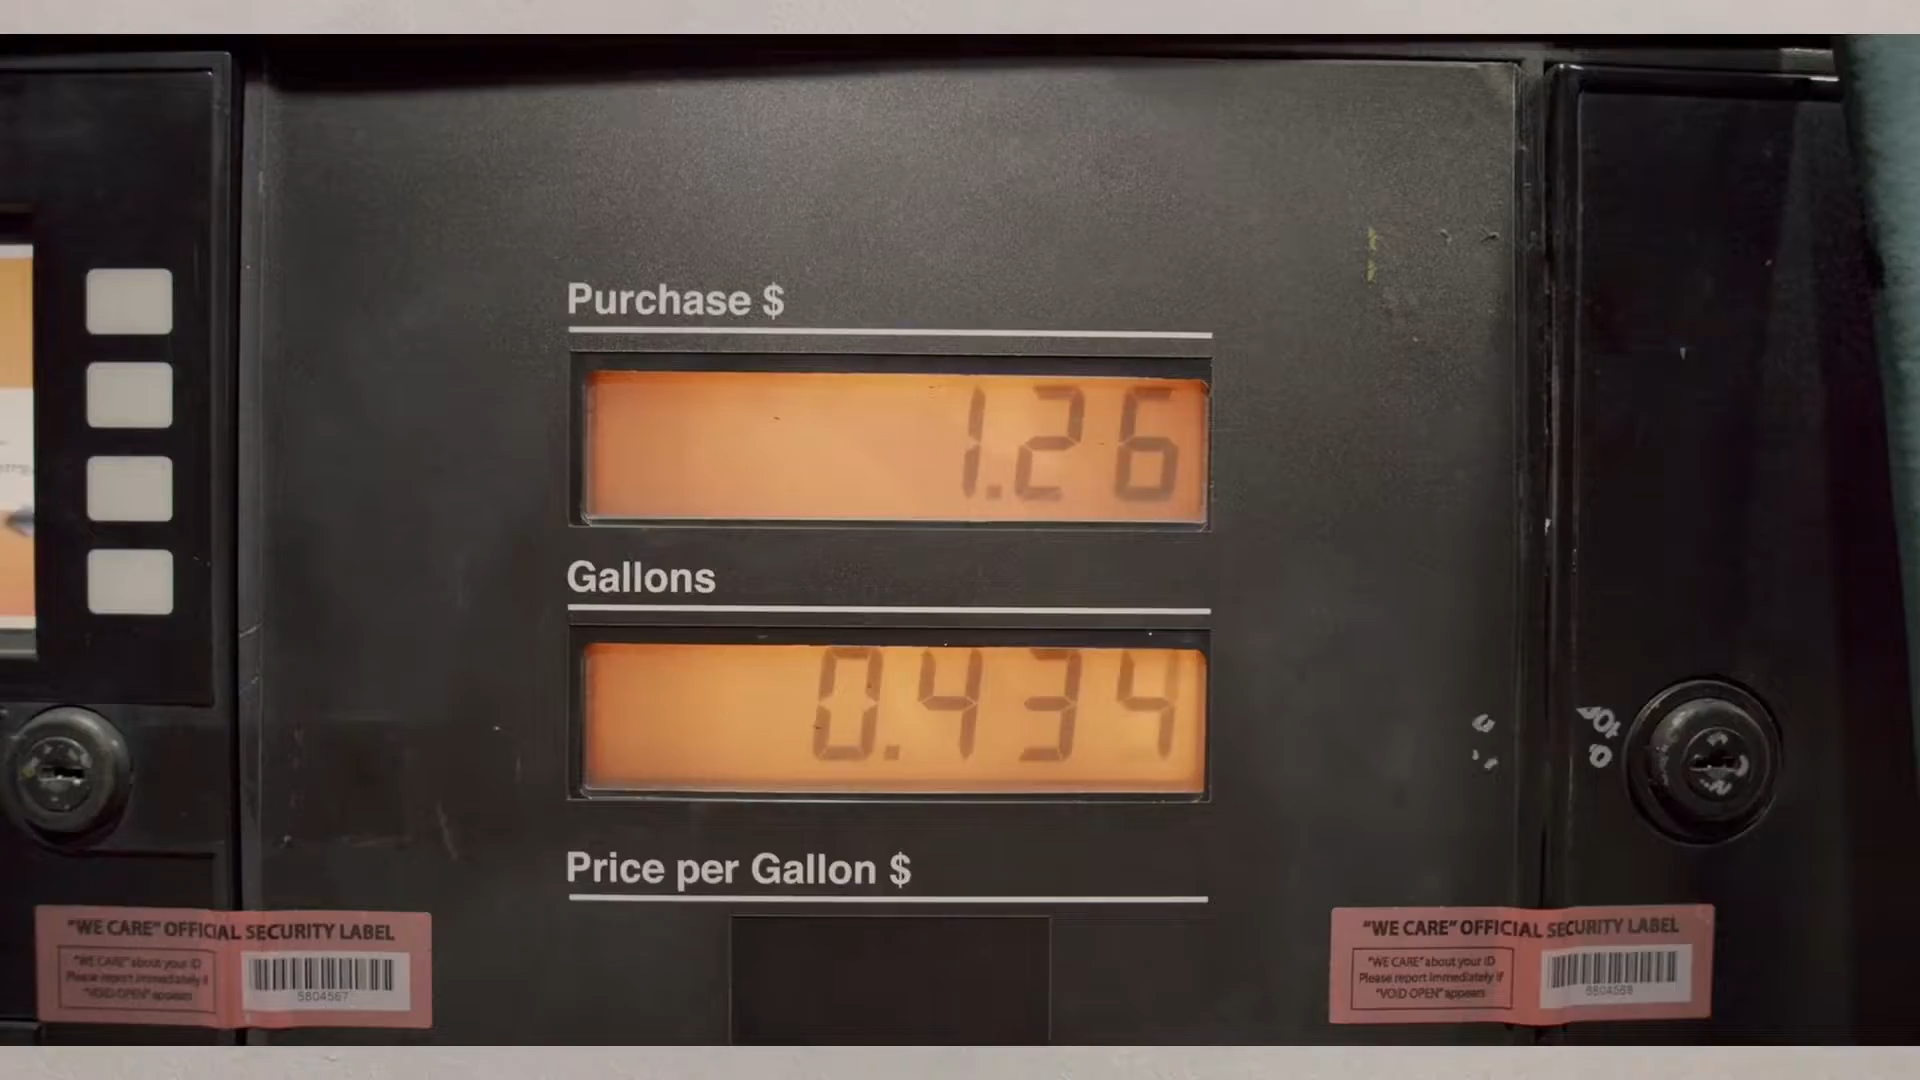 Purchase $
1.26
Gallons
0.434
Price per Gallon $
"WE CARE" OFFICIAL SECURITY LABEL
"WE CARE" about your ID
Please report immediately if
"VOID OPEN" appears
5804567
"WE CARE" OFFICIAL SECURITY LABEL
"WE CARE" about your ID
Please report immediately if
"VOID OPEN" appears